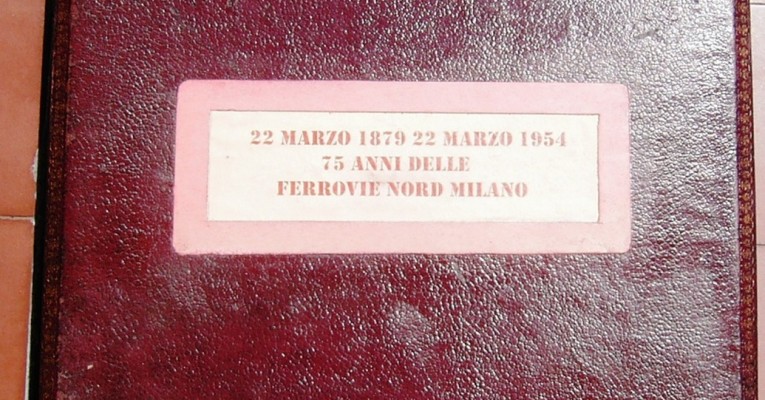 22 MARZO 1879 22 MARZO 1954
75 ANNI DELLE
FERROVIE NORD MILANO